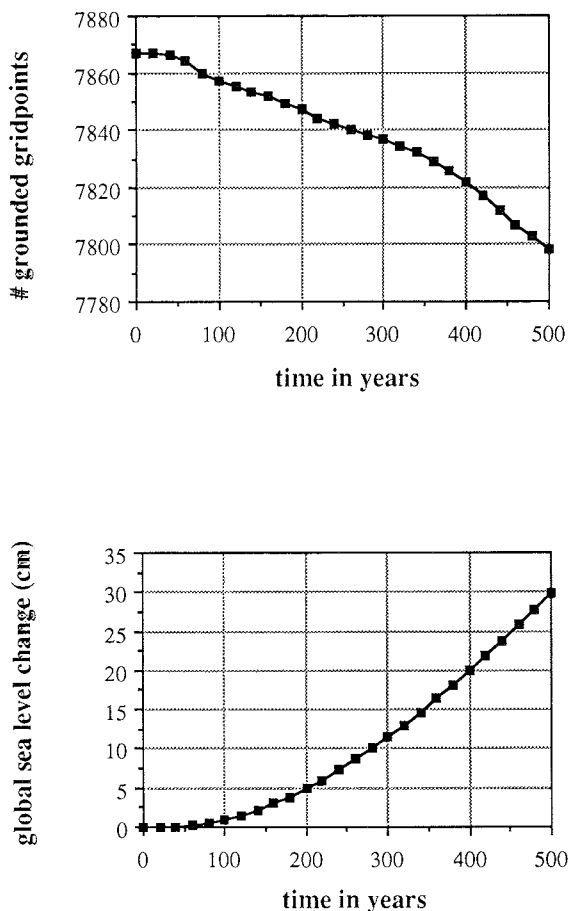 7880
7860
7840
7820
7800
7780
# grounded gridpoints
0 100 200 300 400 500
time in years
35
30
25
20
15
10
5
0
global sea level change (cm)
0 100 200 300 400 500
time in years